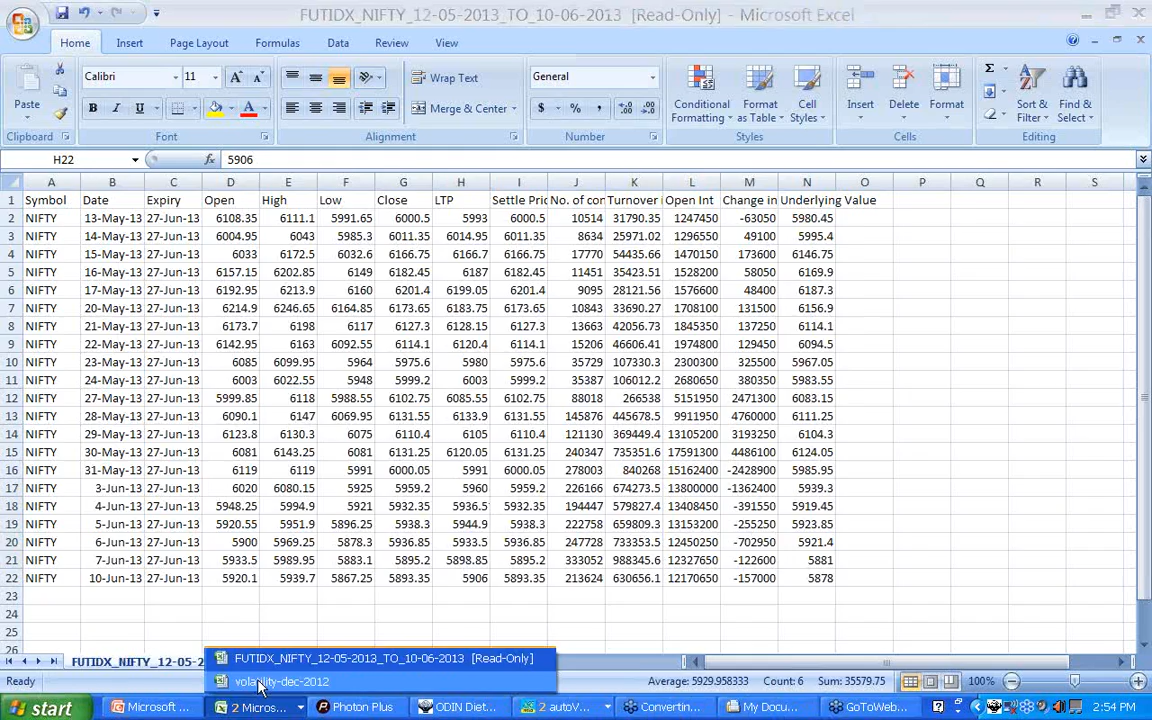 FUTIDX_NIFTY_12-05-2013_TO_10-06-2013 [Read-Only] - Microsoft Excel
Home Insert Page Layout Formulas Data Review View
Paste Calibri 11 Wrap Text General Conditional Formatting Format as Table Cell Styles Insert Delete Format Sort & Filter Find & Select
B I U Merge & Center $ % ,
Clipboard Font Alignment Number Styles Cells Editing
H22 fx 5906
A B C D E F G H I J K L M N O P Q R S
1 Symbol Date Expiry Open High Low Close LTP Settle Pric No. of con Turnover Open Int Change in Underlying Value
2 NIFTY 13-May-13 27-Jun-13 6108.35 6111.1 5991.65 6000.5 5993 6000.5 10514 31790.35 1247450 -63050 5980.45
3 NIFTY 14-May-13 27-Jun-13 6004.95 6043 5985.3 6011.35 6014.95 6011.35 8634 25971.02 1296550 49100 5995.4
4 NIFTY 15-May-13 27-Jun-13 6033 6172.5 6032.6 6166.75 6166.7 6166.75 17770 54435.66 1470150 173600 6146.75
5 NIFTY 16-May-13 27-Jun-13 6157.15 6202.85 6149 6182.45 6187 6182.45 11451 35423.51 1528200 58050 6169.9
6 NIFTY 17-May-13 27-Jun-13 6192.95 6213.9 6160 6201.4 6199.05 6201.4 9095 28121.56 1576600 48400 6187.3
7 NIFTY 20-May-13 27-Jun-13 6214.9 6246.65 6164.85 6173.65 6183.75 6173.65 10843 33690.27 1708100 131500 6156.9
8 NIFTY 21-May-13 27-Jun-13 6173.7 6198 6117 6127.3 6128.15 6127.3 13663 42056.73 1845350 137250 6114.1
9 NIFTY 22-May-13 27-Jun-13 6142.95 6163 6092.55 6114.1 6120.4 6114.1 15206 46606.41 1974800 129450 6094.5
10 NIFTY 23-May-13 27-Jun-13 6085 6099.95 5964 5975.6 5980 5975.6 35729 107330.3 2300300 325500 5967.05
11 NIFTY 24-May-13 27-Jun-13 6003 6022.55 5948 5999.2 6003 5999.2 35387 106012.2 2680650 380350 5983.55
12 NIFTY 27-May-13 27-Jun-13 5999.85 6118 5988.55 6102.75 6085.55 6102.75 88018 266538 5151950 2471300 6083.15
13 NIFTY 28-May-13 27-Jun-13 6090.1 6147 6069.95 6131.55 6133.9 6131.55 145876 445678.5 9911950 4760000 6111.25
14 NIFTY 29-May-13 27-Jun-13 6123.8 6130.3 6075 6110.4 6105 6110.4 121130 369449.4 13105200 3193250 6104.3
15 NIFTY 30-May-13 27-Jun-13 6081 6143.25 6081 6131.25 6120.05 6131.25 240347 735351.6 17591300 4486100 6124.05
16 NIFTY 31-May-13 27-Jun-13 6119 6119 5991 6000.05 5991 6000.05 278003 840268 15162400 -2428900 5985.95
17 NIFTY 3-Jun-13 27-Jun-13 6020 6080.15 5925 5959.2 5960 5959.2 226166 674273.5 13800000 -1362400 5939.3
18 NIFTY 4-Jun-13 27-Jun-13 5948.25 5994.9 5921 5932.35 5936.5 5932.35 194447 579827.4 13408450 -391550 5919.45
19 NIFTY 5-Jun-13 27-Jun-13 5920.55 5951.9 5896.25 5938.3 5944.9 5938.3 222758 659809.3 13153200 -255250 5923.85
20 NIFTY 6-Jun-13 27-Jun-13 5900 5969.25 5878.3 5936.85 5933.5 5936.85 247728 733353.5 12450250 -702950 5921.4
21 NIFTY 7-Jun-13 27-Jun-13 5933.5 5989.95 5883.1 5895.2 5898.85 5895.2 333052 988345.6 12327650 -122600 5881
22 NIFTY 10-Jun-13 27-Jun-13 5920.1 5939.7 5867.25 5893.35 5906 5893.35 213624 630656.1 12170650 -157000 5878
23
24
25
26
FUTIDX_NIFTY_12-05-2 FUTIDX_NIFTY_12-05-2013_TO_10-06-2013 [Read-Only]
Ready volatility-dec-2012 Average: 5929.958333 Count: 6 Sum: 35579.75 100%
start Microsoft ... 2 Micros... Photon Plus ODIN Diet... 2 autoV... Converting... My Docu... GoToWeb... 2:54 PM